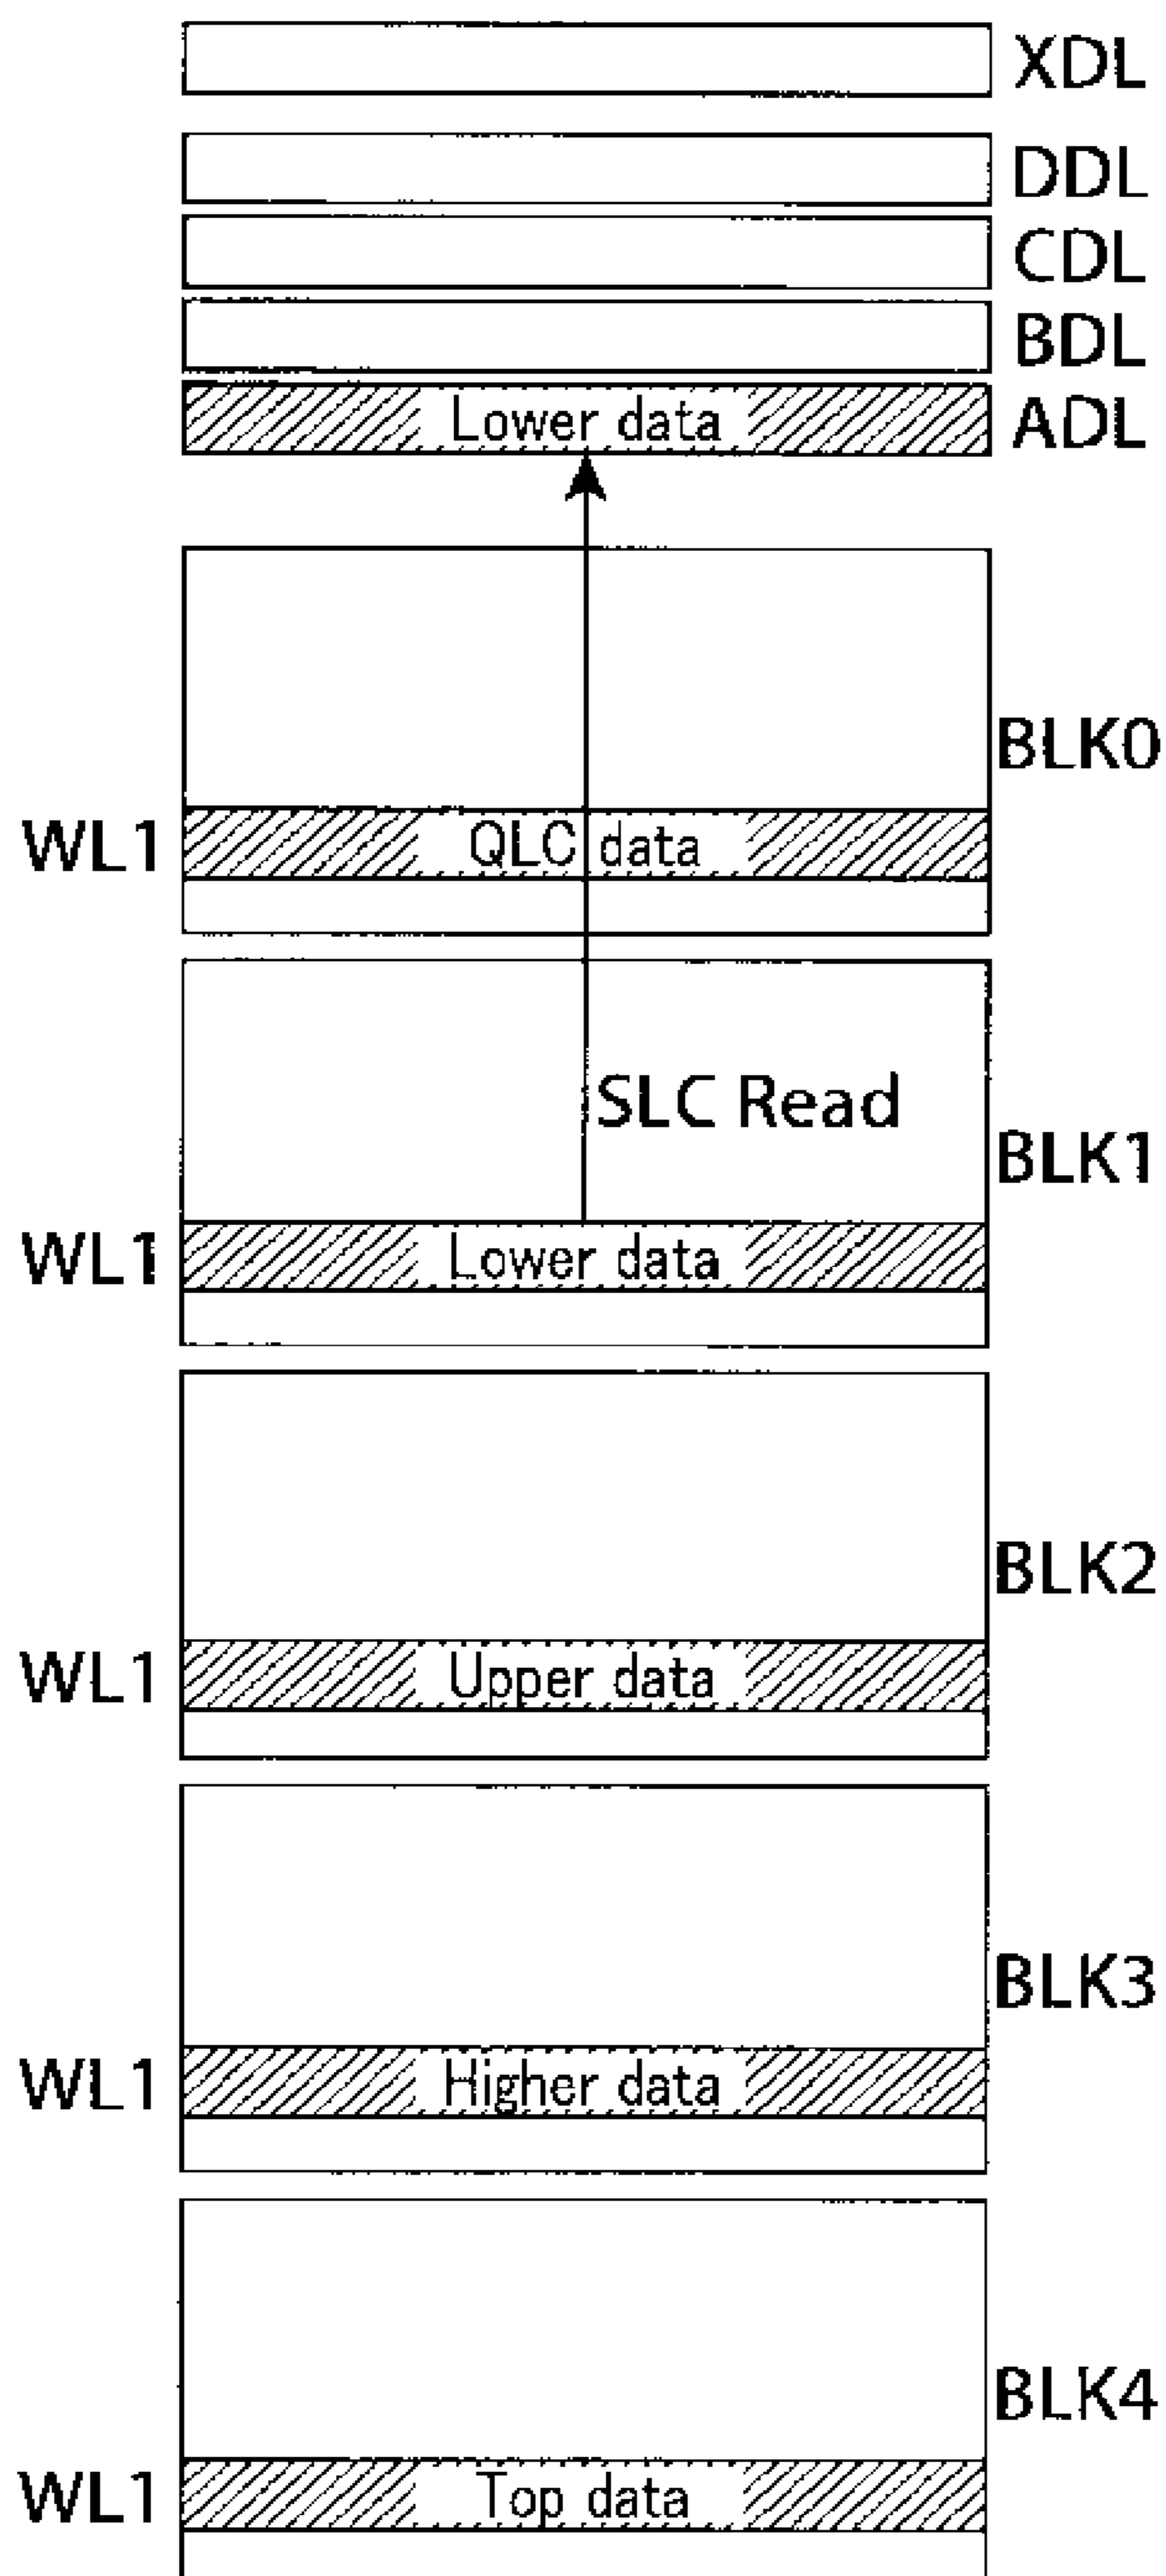 XDL
DDL
CDL
BDL
Lower data ADL
BLK0
WL1 QLC data
SLC Read
BLK1
WL1 Lower data
BLK2
WL1 Upper data
BLK3
WL1 Higher data
BLK4
WL1 Top data